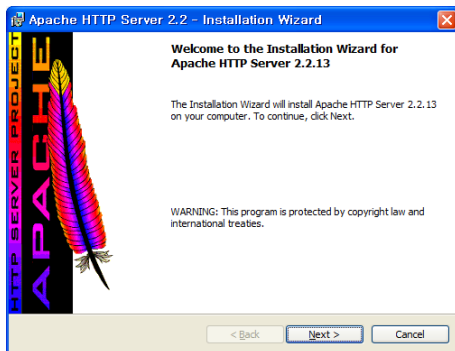 Apache HTTP Server 2.2 - Installation Wizard
HTTP SERVER PROJECT
APACHE
Welcome to the Installation Wizard for
Apache HTTP Server 2.2.13
The Installation Wizard will install Apache HTTP Server 2.2.13
on your computer. To continue, click Next.
WARNING: This program is protected by copyright law and
international treaties.
< Back
Next >
Cancel